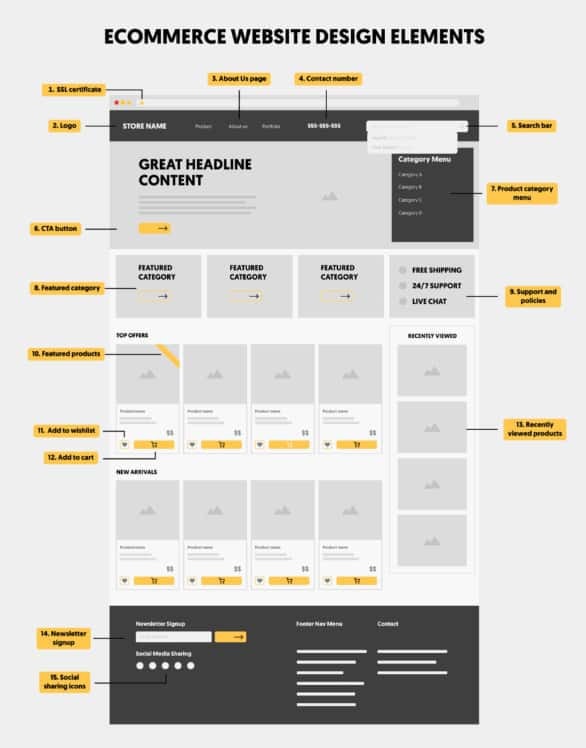 ECOMMERCE WEBSITE DESIGN ELEMENTS
3. About Us page
4. Contact number
1. SSL certificate
2. Logo
STORE NAME
Product
About us
Portfolio
555-555-555
5. Search bar
GREAT HEADLINE
CONTENT
Category Menu
Category A
Category B
Category C
Category D
7. Product category
menu
6. CTA button
8. Featured category
FEATURED
CATEGORY
FEATURED
CATEGORY
FEATURED
CATEGORY
FREE SHIPPING
24/7 SUPPORT
LIVE CHAT
9. Support and
policies
TOP OFFERS
RECENTLY VIEWED
10. Featured products
Product name
Product name
Product name
Product name
11. Add to wishlist
$$
$$
$$
$$
12. Add to cart
13. Recently
viewed products
NEW ARRIVALS
Product name
Product name
Product name
Product name
$$
$$
$$
$$
Newsletter Signup
Footer Nav Menu
Contact
14. Newsletter
signup
Social Media Sharing
15. Social
sharing icons